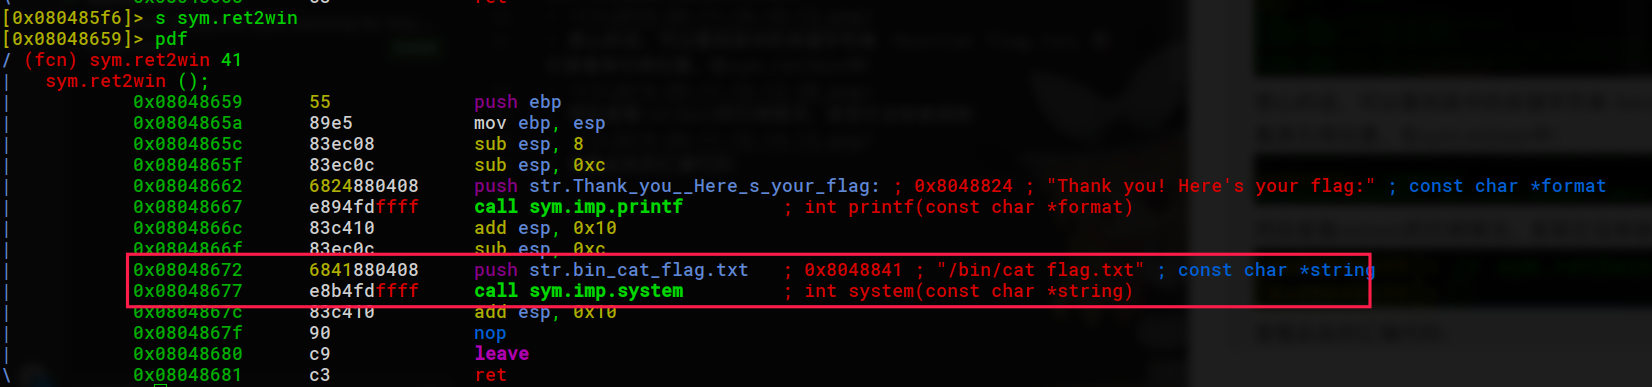 [0x080485f6]> s sym.ret2win
[0x08048659]> pdf
/ (fcn) sym.ret2win 41
|   sym.ret2win ();
|           0x08048659      55             push ebp
|           0x0804865a      89e5           mov ebp, esp
|           0x0804865c      83ec08         sub esp, 8
|           0x0804865f      83ec0c         sub esp, 0xc
|           0x08048662      6824880408     push str.Thank_you__Here_s_your_flag: ; 0x8048824 ; "Thank you! Here's your flag:" ; const char *format
|           0x08048667      e894fdffff     call sym.imp.printf         ; int printf(const char *format)
|           0x0804866c      83c410         add esp, 0x10
|           0x0804866f      83ec0c         sub esp, 0xc
|           0x08048672      6841880408     push str.bin_cat_flag.txt   ; 0x8048841 ; "/bin/cat flag.txt" ; const char *string
|           0x08048677      e8b4fdffff     call sym.imp.system         ; int system(const char *string)
|           0x0804867c      83c410         add esp, 0x10
|           0x0804867f      90             nop
|           0x08048680      c9             leave
\           0x08048681      c3             ret